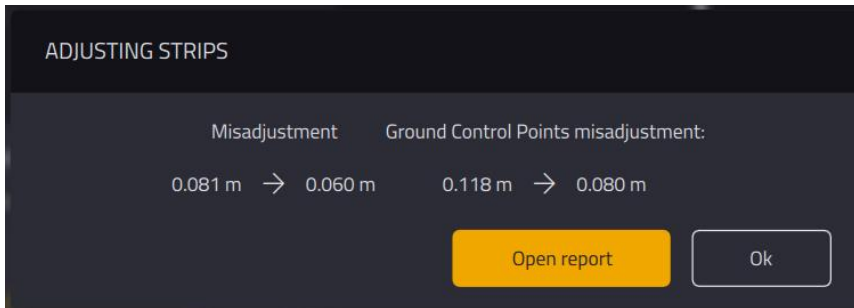 ADJUSTING STRIPS
Misadjustment Ground Control Points misadjustment:
0.081 m → 0.060 m 0.118 m → 0.080 m
Open report Ok